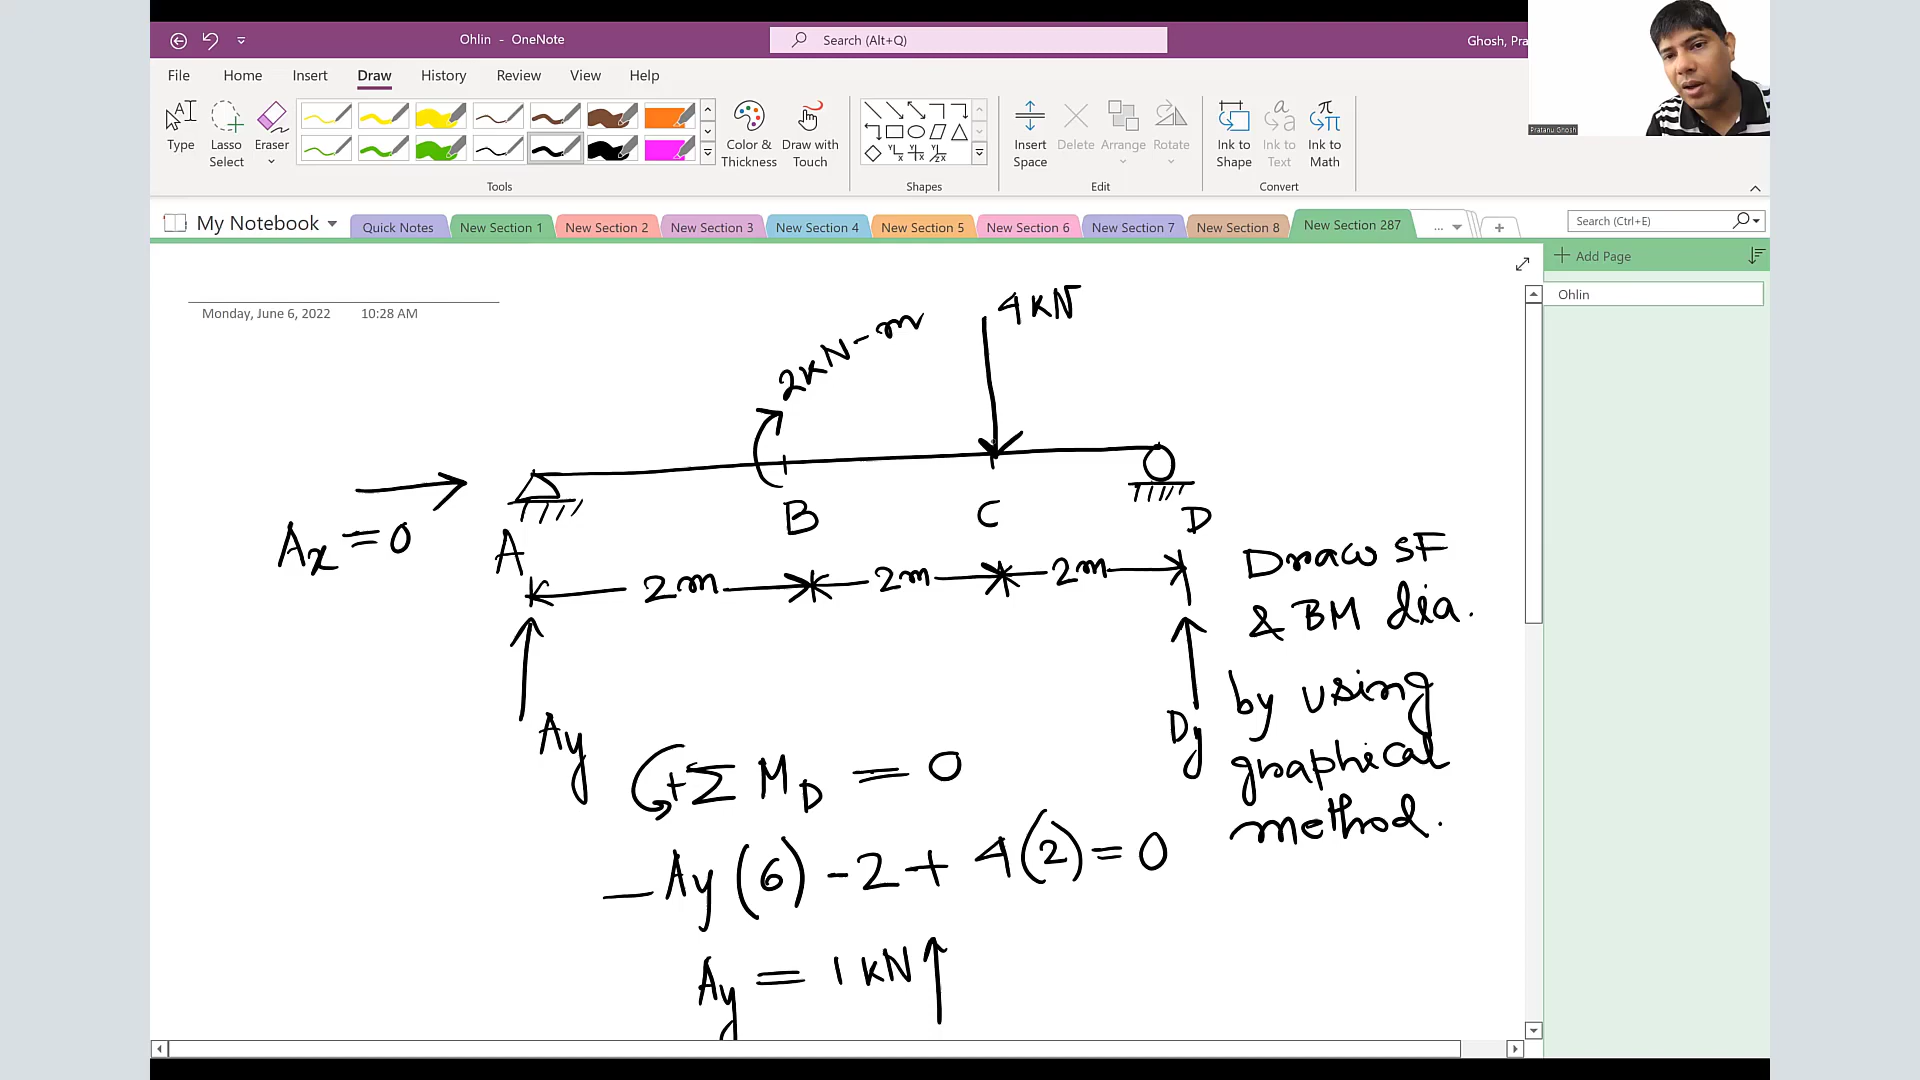 Ohlin - OneNote
Search (Alt+Q)
Ghosh, Pra
File Home Insert Draw History Review View Help
Type
Lasso Select
Eraser
Color & Thickness
Draw with Touch
Insert Space
Delete
Arrange
Rotate
Ink to Shape
Ink to Text
Ink to Math
Tools Shapes Edit Convert
Pratanu Ghosh
My Notebook
Quick Notes New Section 1 New Section 2 New Section 3 New Section 4 New Section 5 New Section 6 New Section 7 New Section 8 New Section 287 ...
Search (Ctrl+E)
Add Page
Ohlin
Monday, June 6, 2022 10:28 AM
4 kN
2 kN-m
Ax = 0
A B C D
2m 2m 2m
Ay Dy
Draw SF
& BM dia.
by using
graphical
method.
+Σ M_D = 0
- Ay (6) - 2 + 4(2) = 0
Ay = 1 kN ↑